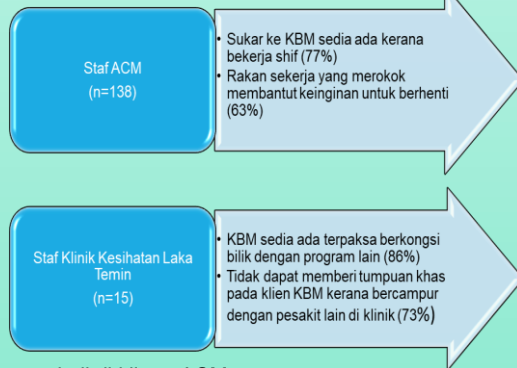 Staf ACM
(n=138)
• Sukar ke KBM sedia ada kerana
bekerja shif (77%)
• Rakan sekerja yang merokok
membantut keinginan untuk berhenti
(63%)
Staf Klinik Kesihatan Laka
Temin
(n=15)
• KBM sedia ada terpaksa berkongsi
bilik dengan program lain (86%)
• Tidak dapat memberi tumpuan khas
pada klien KBM kerana bercampur
dengan pesakit lain di klinik (73%)